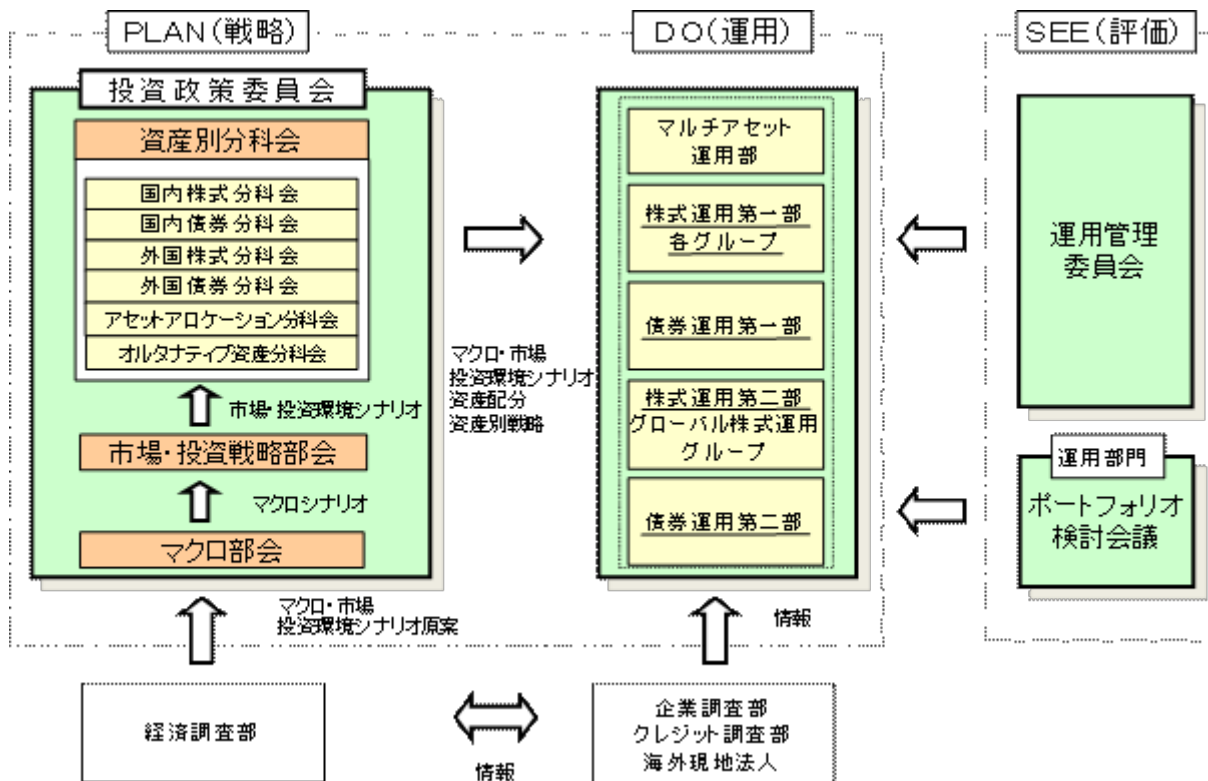 PLAN(戦略)
投資政策委員会
資産別分科会
国内株式分科会
国内債券分科会
外国株式分科会
外国債券分科会
アセットアロケーション分科会
オルタナティブ資産分科会
市場・投資環境シナリオ
市場・投資戦略部会
マクロシナリオ
マクロ部会
マクロ・市場
投資環境シナリオ原案
経済調査部
マクロ・市場
投資環境シナリオ
資産配分
資産別戦略
情報
DO(運用)
マルチアセット
運用部
株式運用第一部
各グループ
債券運用第一部
株式運用第二部
グローバル株式運用
グループ
債券運用第二部
情報
企業調査部
クレジット調査部
海外現地法人
SEE(評価)
運用管理
委員会
運用部門
ポートフォリオ
検討会議